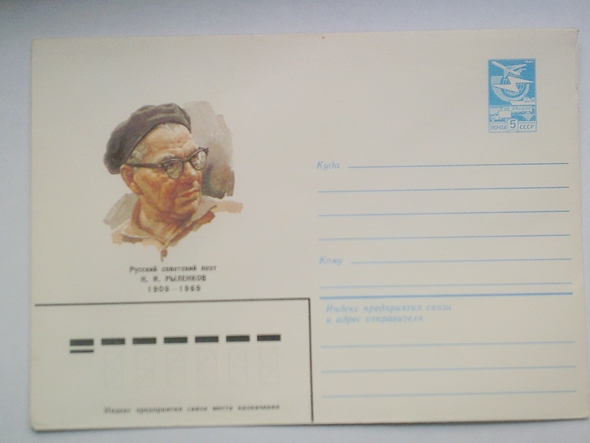 Русский советский поэт
Н. И. РЫЛЕНКОВ
1909-1969
ПОЧТА 5 СССР
Куда
Кому
Индекс предприятия связи
и адрес отправителя
Индекс предприятия связи места назначения